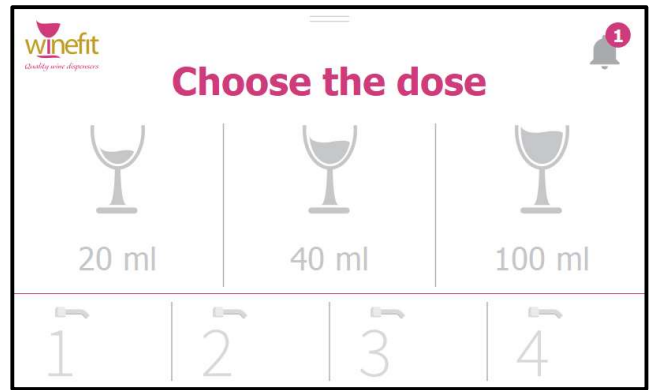 winefit
Quality wine dispensers
1
Choose the dose
20 ml
40 ml
100 ml
1
2
3
4